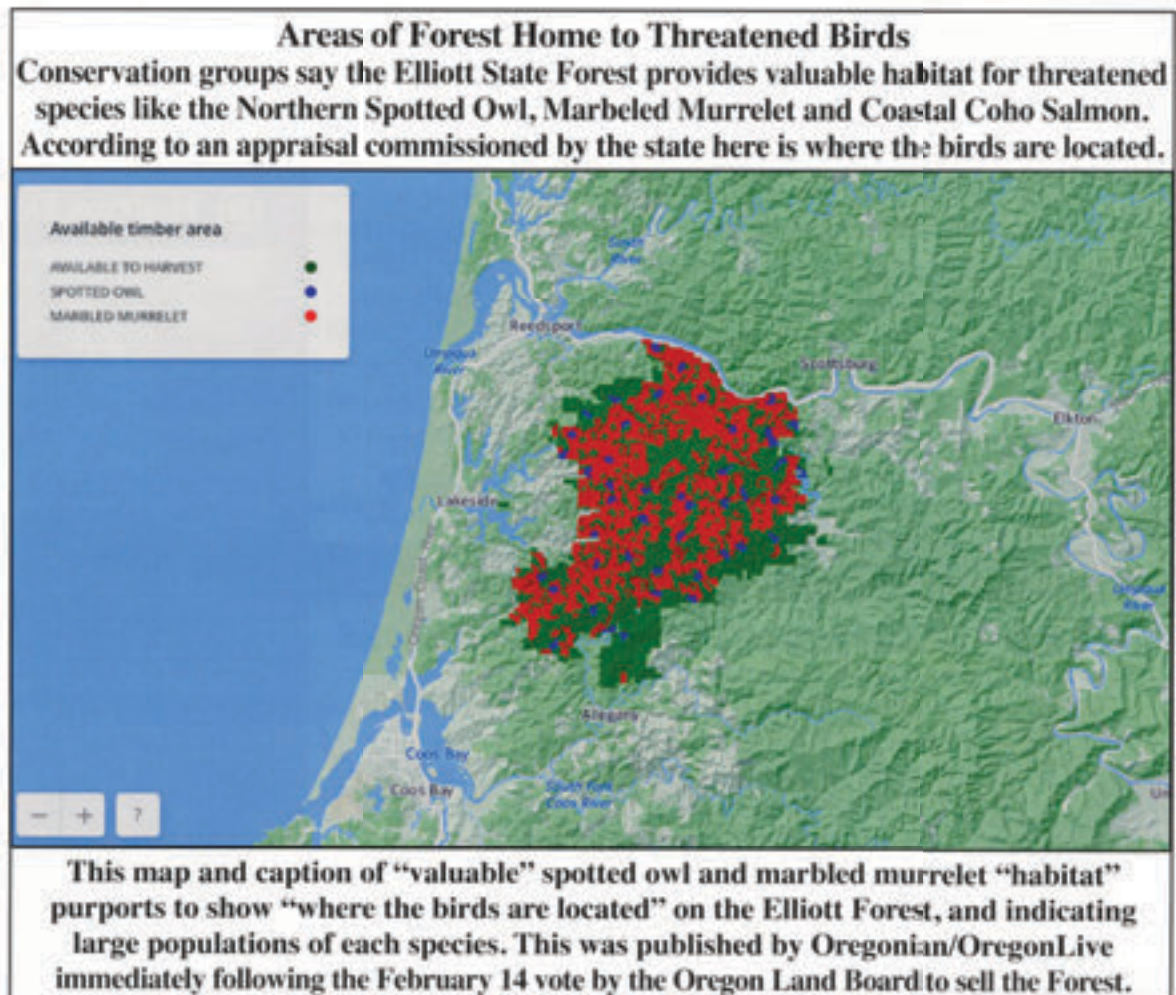 Areas of Forest Home to Threatened Birds
Conservation groups say the Elliott State Forest provides valuable habitat for threatened
species like the Northern Spotted Owl, Marbeled Murrelet and Coastal Coho Salmon.
According to an appraisal commissioned by the state here is where the birds are located.
Available timber area
AVAILABLE TO HARVEST
SPOTTED OWL
MARBLED MURRELET
Smith
River
Reedsport
Umpqua
River
Scottsburg
Elkton
Lakeside
Umpqua
River
Allegany
Coos Bay
Coos Bay
South Fork
Coos River
Um
− + ?
This map and caption of “valuable” spotted owl and marbled murrelet “habitat”
purports to show “where the birds are located” on the Elliott Forest, and indicating
large populations of each species. This was published by Oregonian/OregonLive
immediately following the February 14 vote by the Oregon Land Board to sell the Forest.